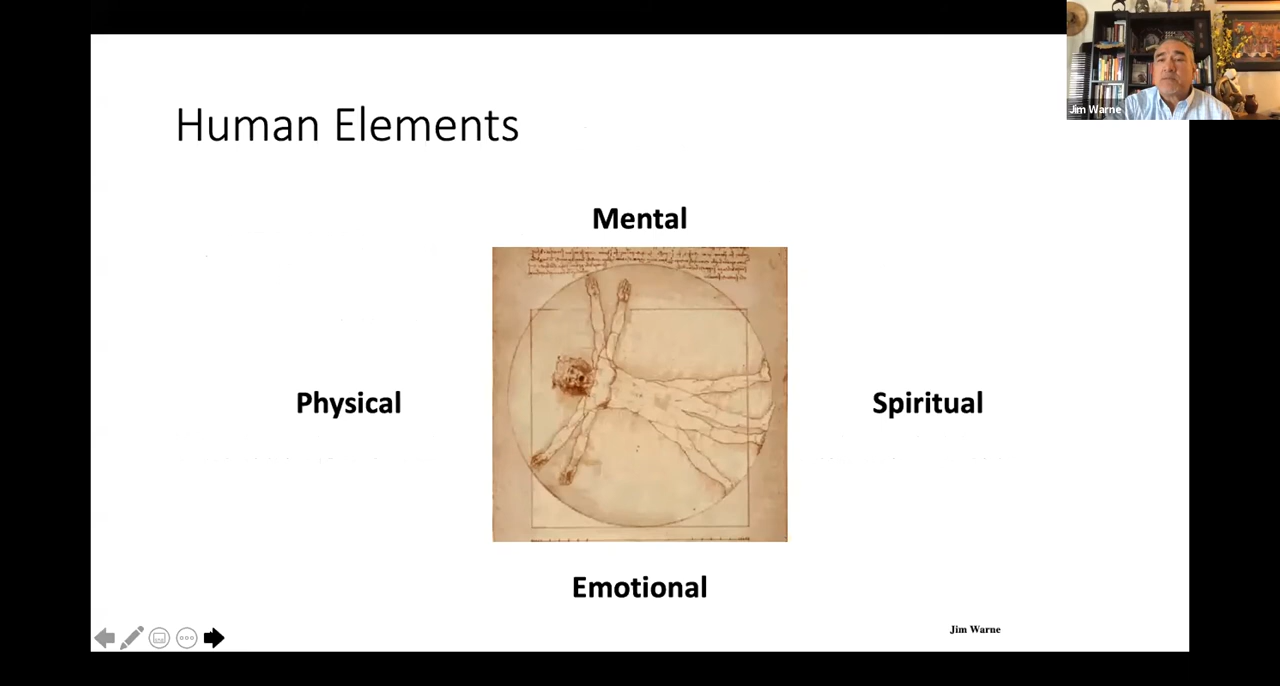 Jim Warne
Human Elements
Mental
Physical
Spiritual
Emotional
Jim Warne